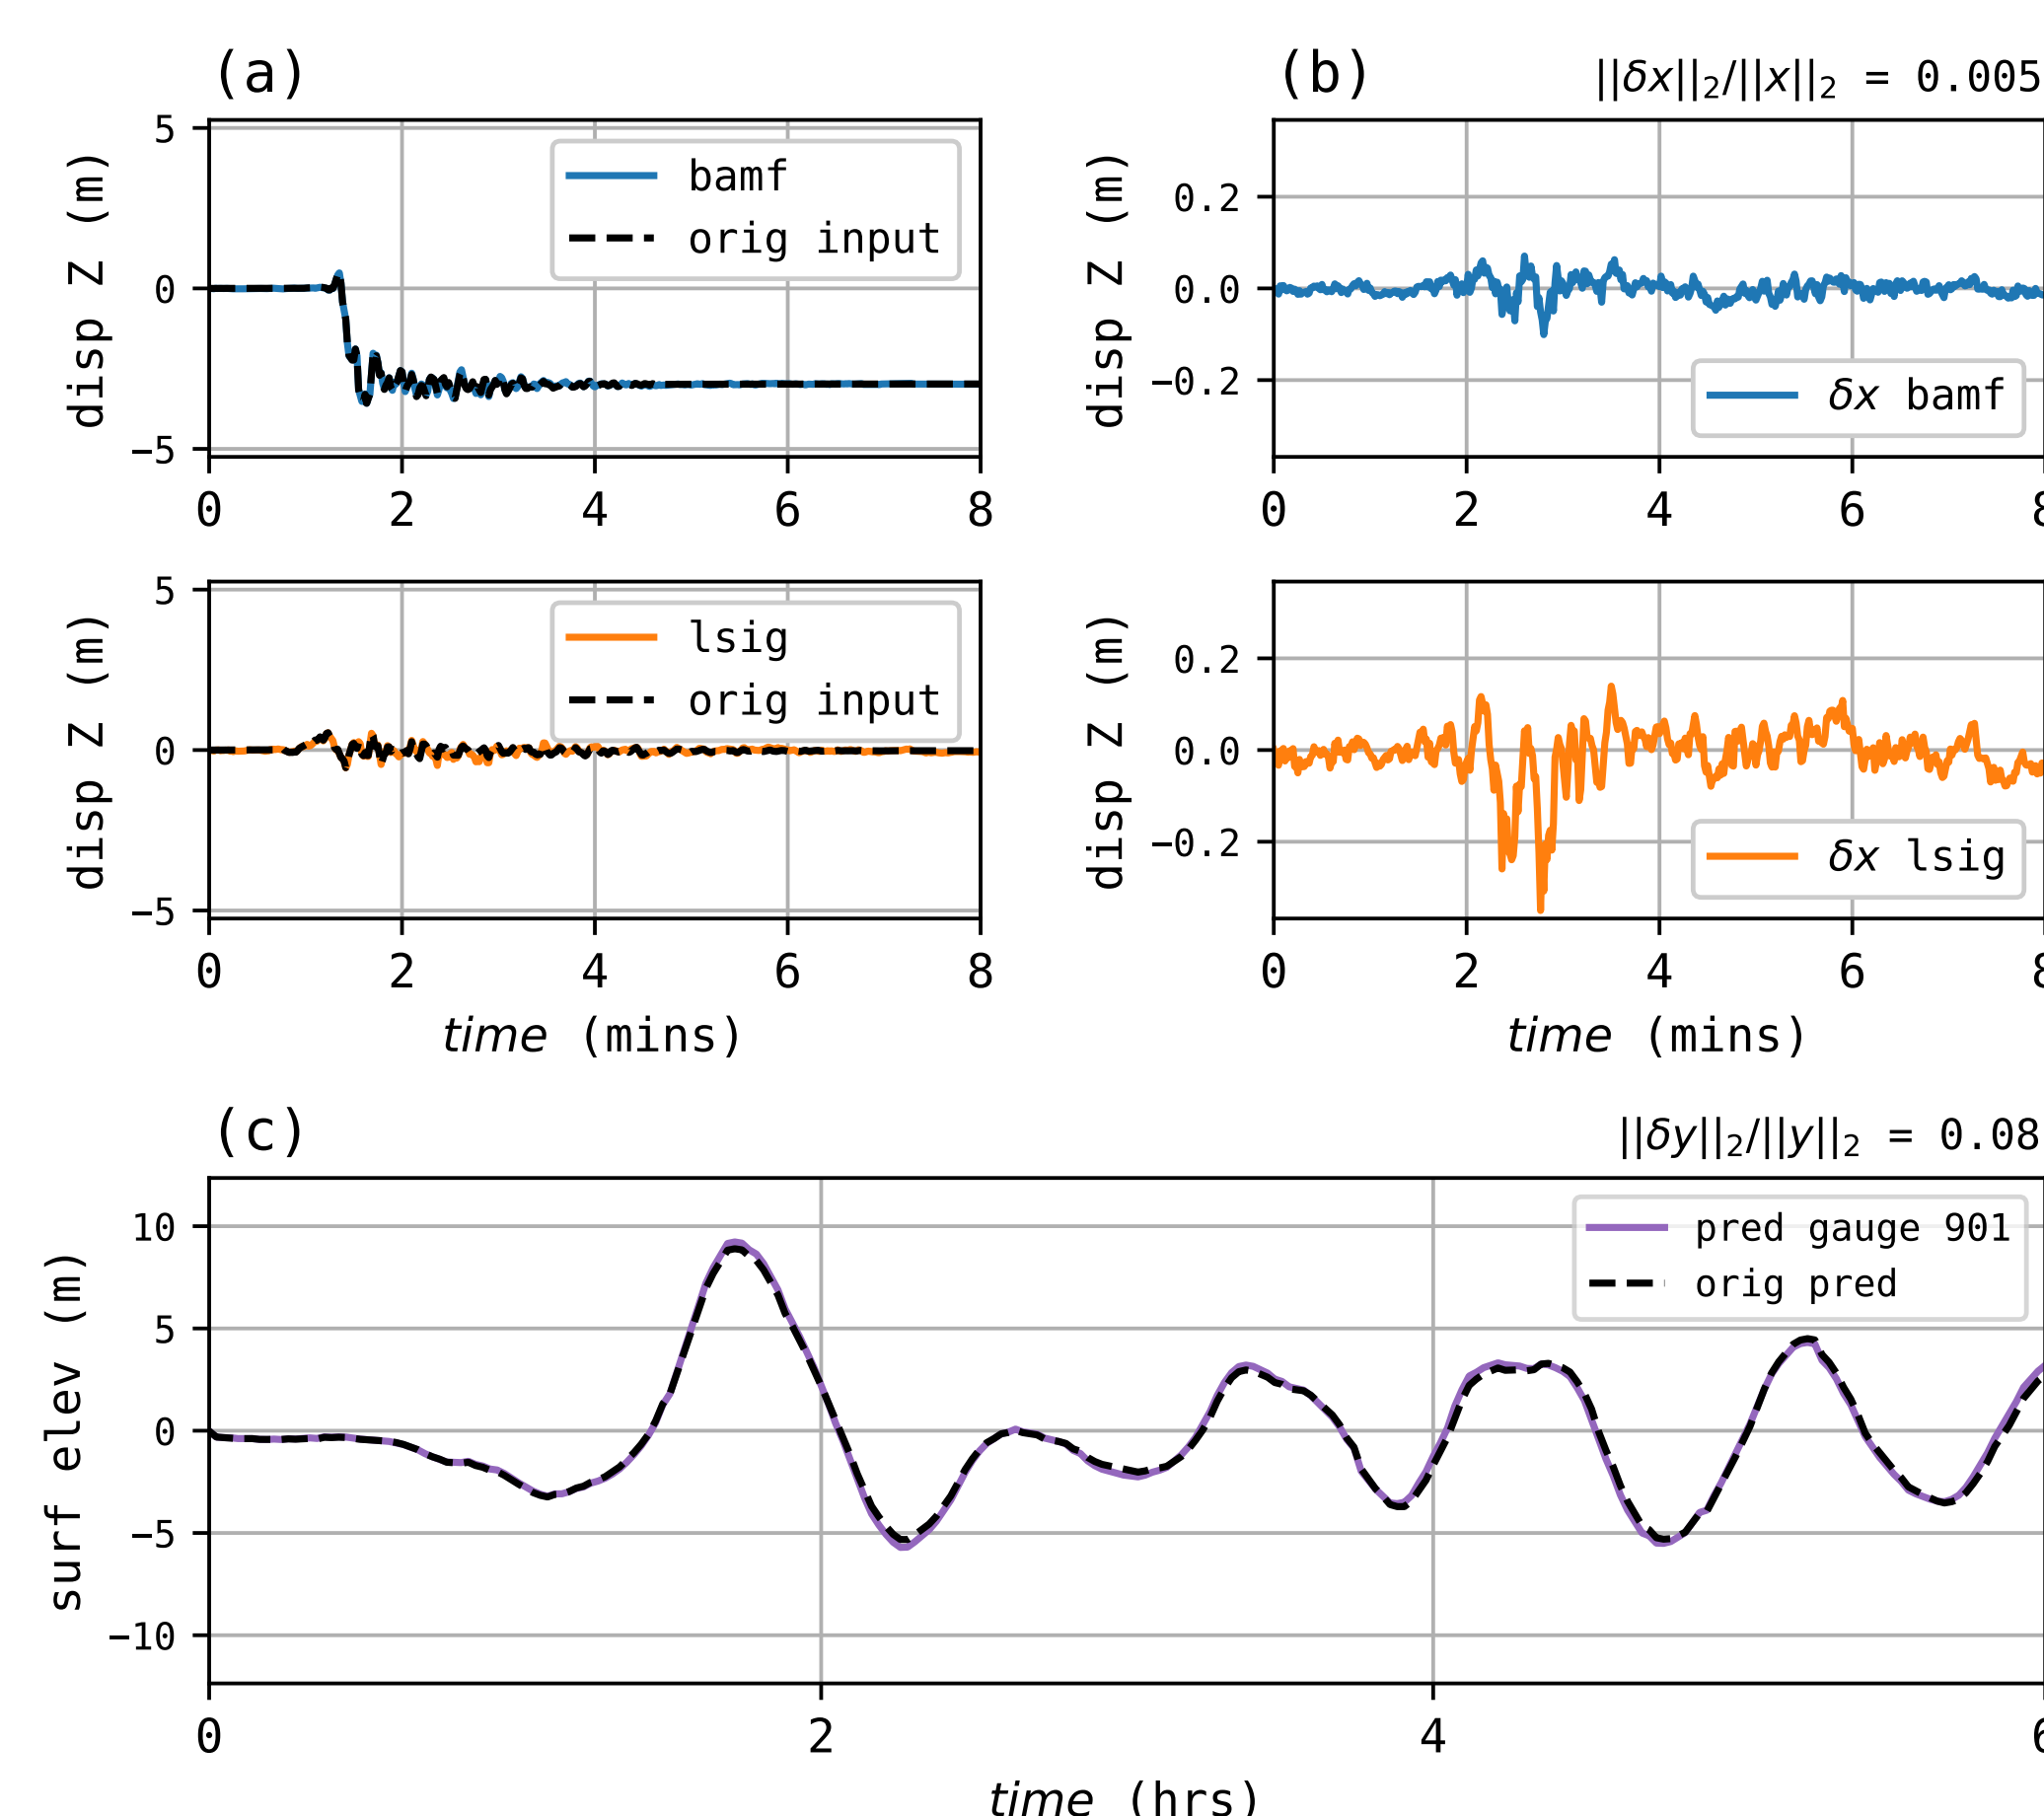 (a)
disp Z (m)
5
0
−5
bamf
orig input
0 2 4 6 8
(b)
||δx||₂/||x||₂ = 0.005
disp Z (m)
0.2
0.0
−0.2
δx bamf
0 2 4 6 8
disp Z (m)
5
0
−5
lsig
orig input
0 2 4 6 8
time (mins)
disp Z (m)
0.2
0.0
−0.2
δx lsig
0 2 4 6 8
time (mins)
(c)
||δy||₂/||y||₂ = 0.08
surf elev (m)
10
5
0
−5
−10
pred gauge 901
orig pred
0 2 4 6
time (hrs)